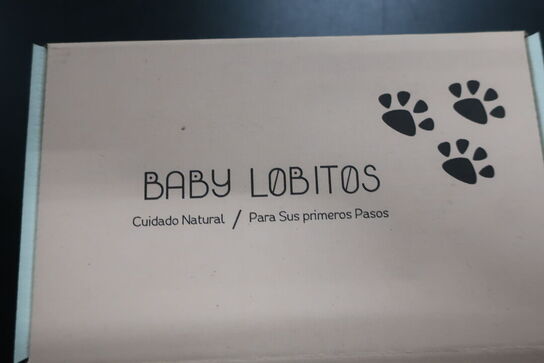 BABY LOBITOS
Cuidado Natural / Para Sus primeros Pasos